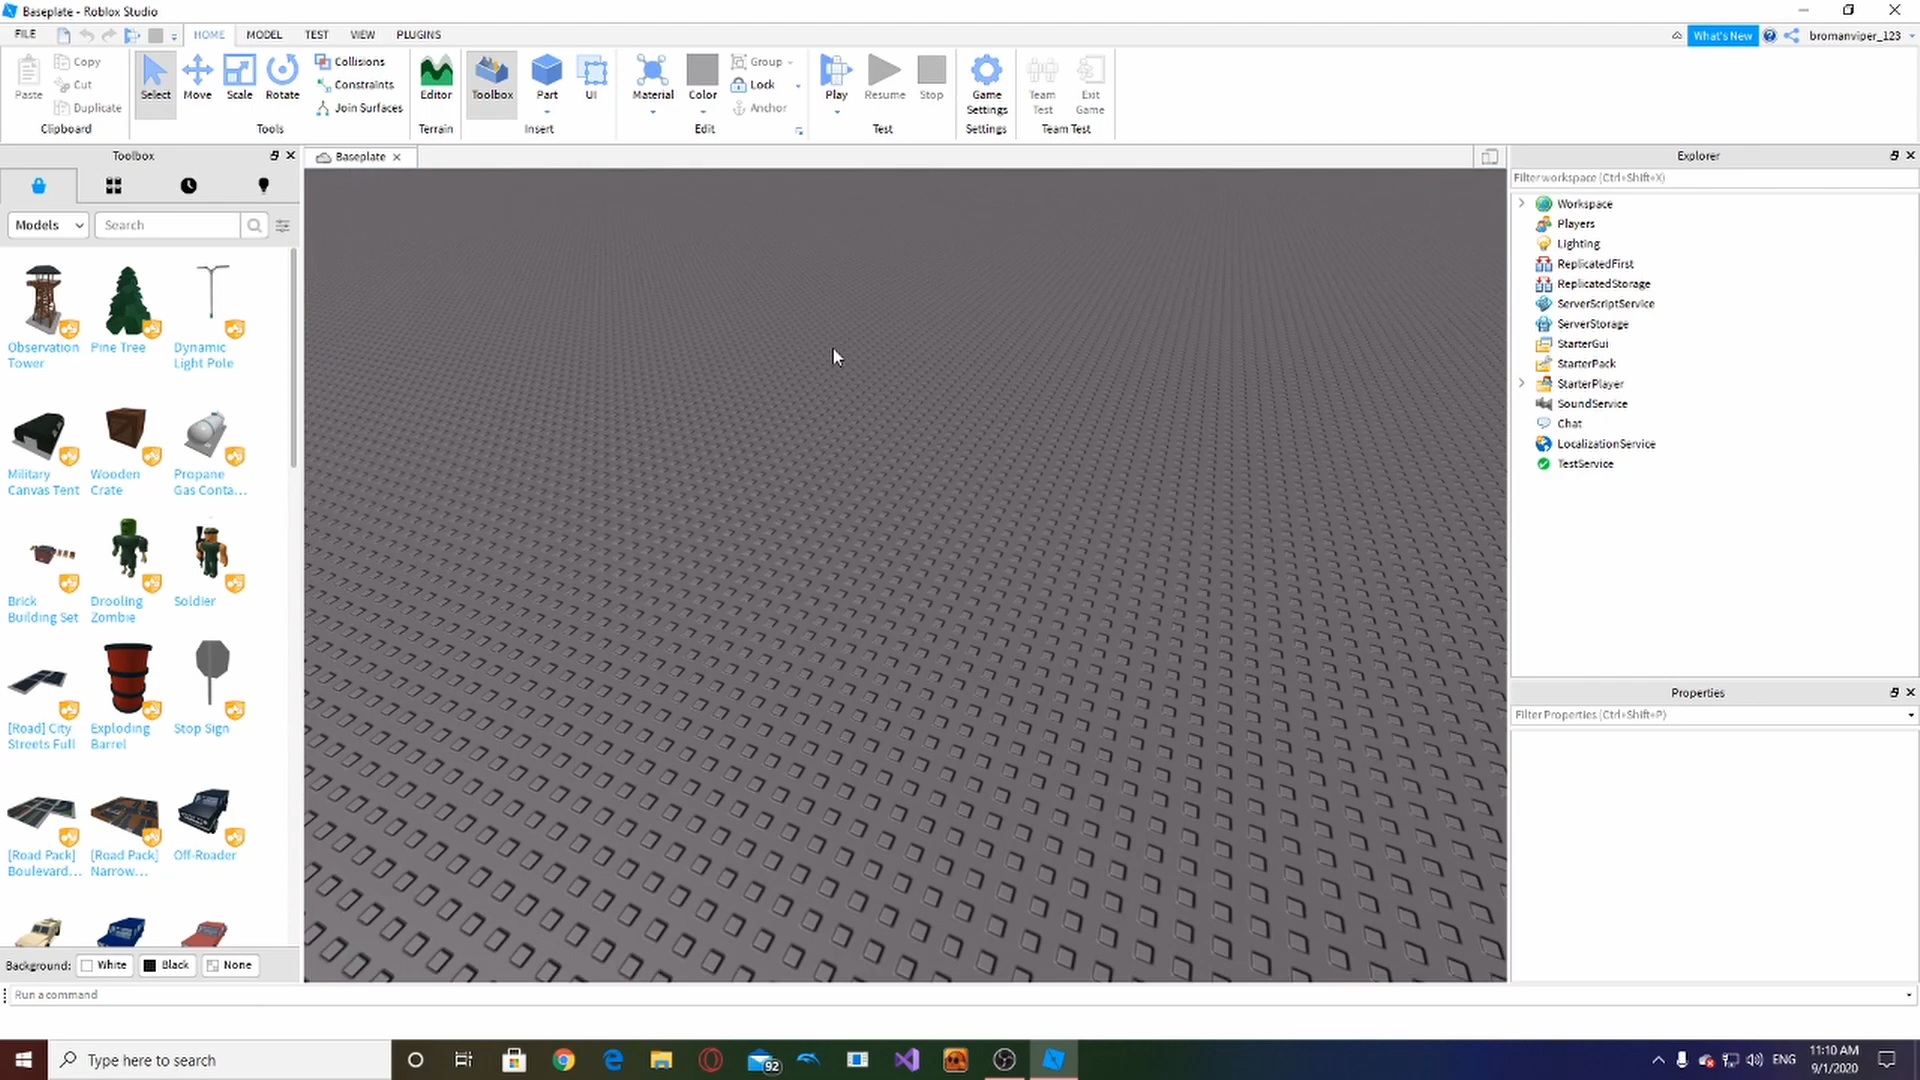 Baseplate - Roblox Studio
FILE HOME MODEL TEST VIEW PLUGINS What's New bromanviper_123
Paste Copy Cut Duplicate Clipboard
Select Move Scale Rotate Collisions Constraints Join Surfaces Tools
Editor Terrain
Toolbox Part UI Insert
Material Color Group Lock Anchor Edit
Play Resume Stop Test
Game Settings Settings
Team Test Exit Game Team Test
Toolbox
Models Search
Observation Tower
Pine Tree
Dynamic Light Pole
Military Canvas Tent
Wooden Crate
Propane Gas Conta...
Brick Building Set
Drooling Zombie
Soldier
[Road] City Streets Full
Exploding Barrel
Stop Sign
[Road Pack] Boulevard...
[Road Pack] Narrow...
Off-Roader
Background: White Black None
Baseplate
Explorer
Filter workspace (Ctrl+Shift+X)
Workspace
Players
Lighting
ReplicatedFirst
ReplicatedStorage
ServerScriptService
ServerStorage
StarterGui
StarterPack
StarterPlayer
SoundService
Chat
LocalizationService
TestService
Properties
Filter Properties (Ctrl+Shift+P)
Run a command
Type here to search
92
ENG
11:10 AM
9/1/2020